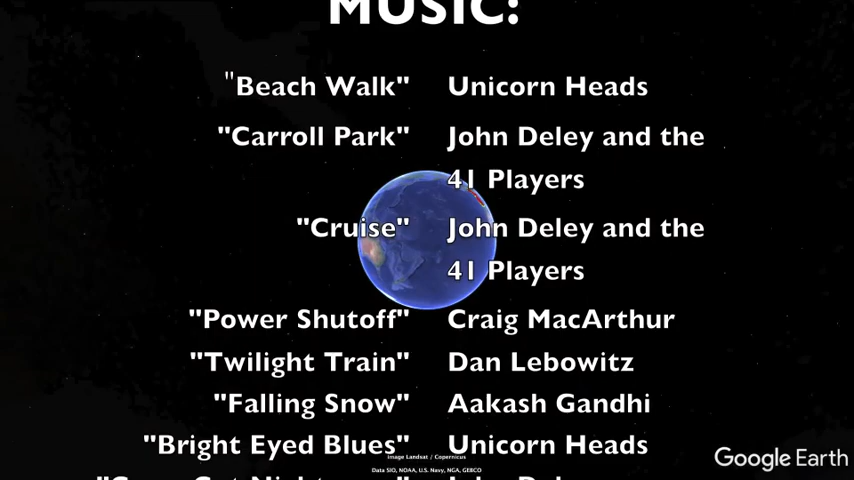 MUSIC:
"Beach Walk" Unicorn Heads
"Carroll Park" John Deley and the
41 Players
"Cruise" John Deley and the
41 Players
"Power Shutoff" Craig MacArthur
"Twilight Train" Dan Lebowitz
"Falling Snow" Aakash Gandhi
"Bright Eyed Blues" Unicorn Heads
Image Landsat / Copernicus
Data SIO, NOAA, U.S. Navy, NGA, GEBCO
Google Earth